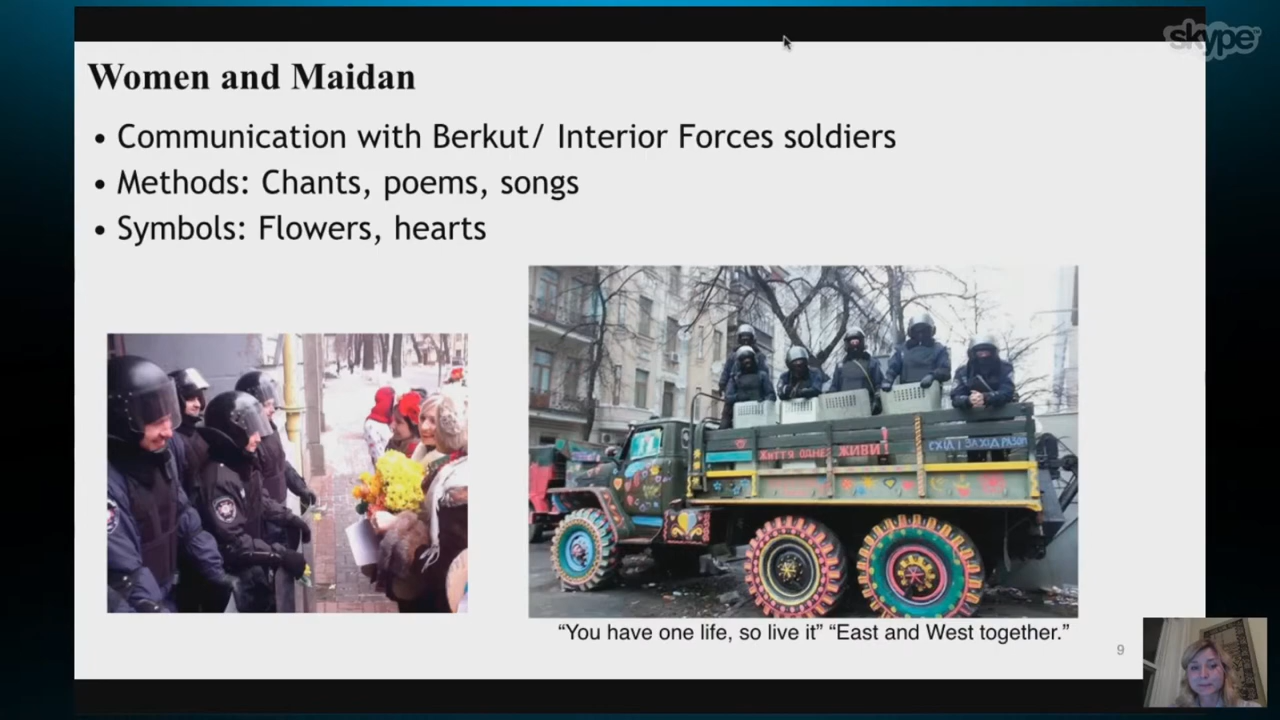 skype
Women and Maidan
• Communication with Berkut/ Interior Forces soldiers
• Methods: Chants, poems, songs
• Symbols: Flowers, hearts
ЖИТТЯ ОДНЕ ЖИВИ!
СХІД І ЗАХІД РАЗОМ
“You have one life, so live it” “East and West together.”
9